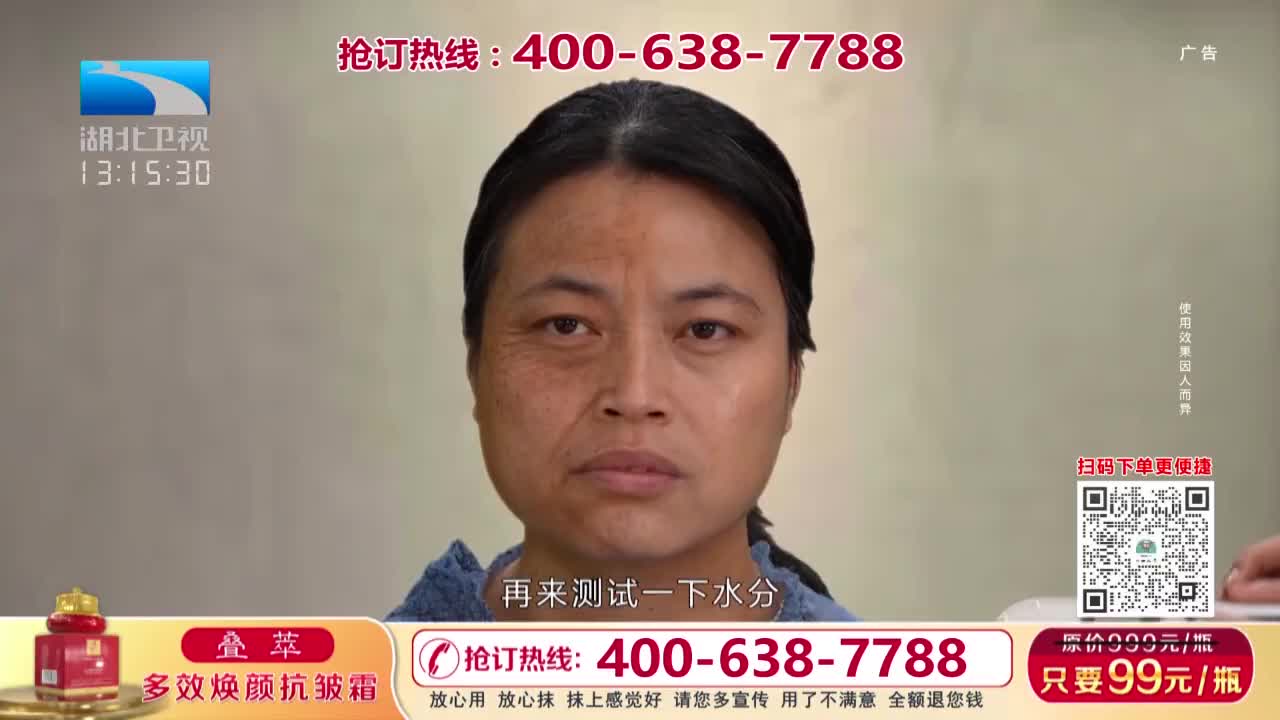 抢订热线：400-638-7788
广告
湖北卫视
13:15:30
使用效果因人而异
扫码下单更便捷
再来测试一下水分
叠萃
多效焕颜抗皱霜
抢订热线：400-638-7788
放心用 放心抹 抹上感觉好 请您多宣传 用了不满意 全额退您钱
原价999元/瓶
只要99元/瓶